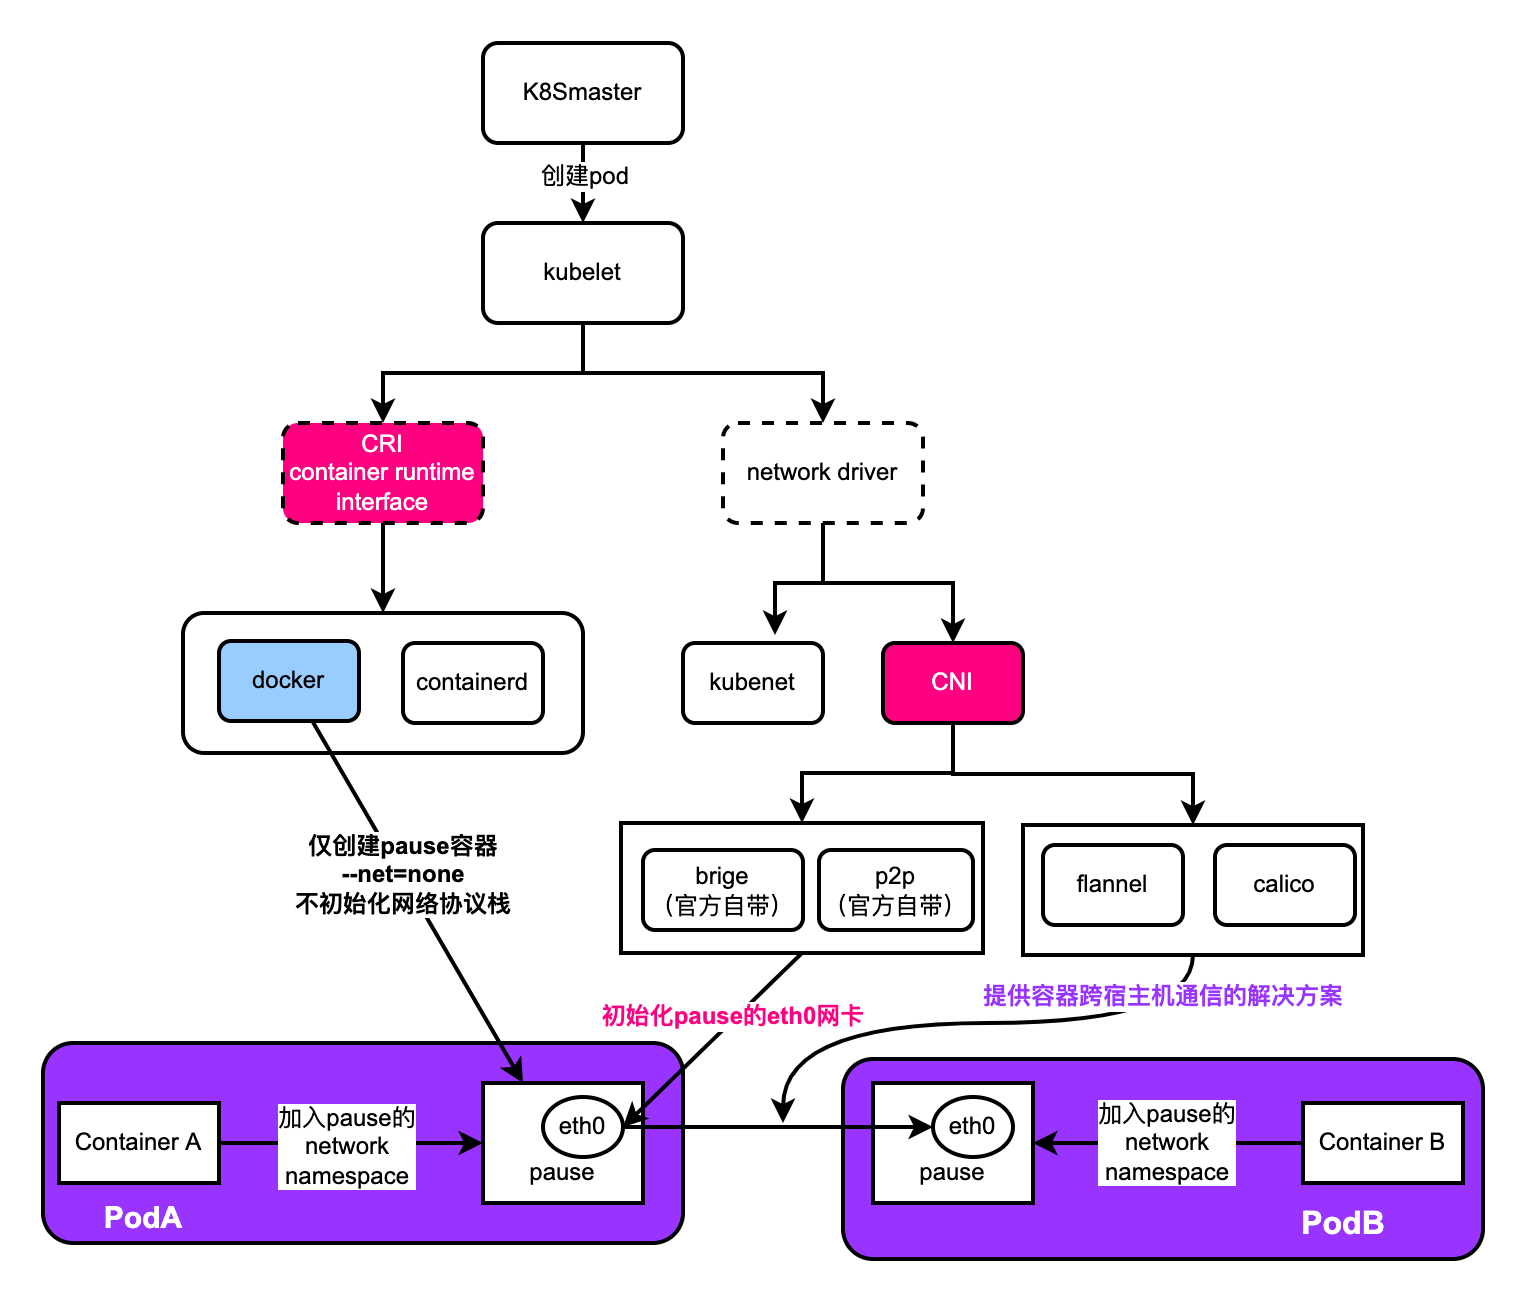 K8Smaster
创建pod
kubelet
CRI
container runtime
interface
network driver
docker
containerd
kubenet
CNI
仅创建pause容器
--net=none
不初始化网络协议栈
brige
（官方自带）
p2p
（官方自带）
flannel
calico
初始化pause的eth0网卡
提供容器跨宿主机通信的解决方案
Container A
加入pause的
network
namespace
eth0
pause
PodA
eth0
pause
加入pause的
network
namespace
Container B
PodB